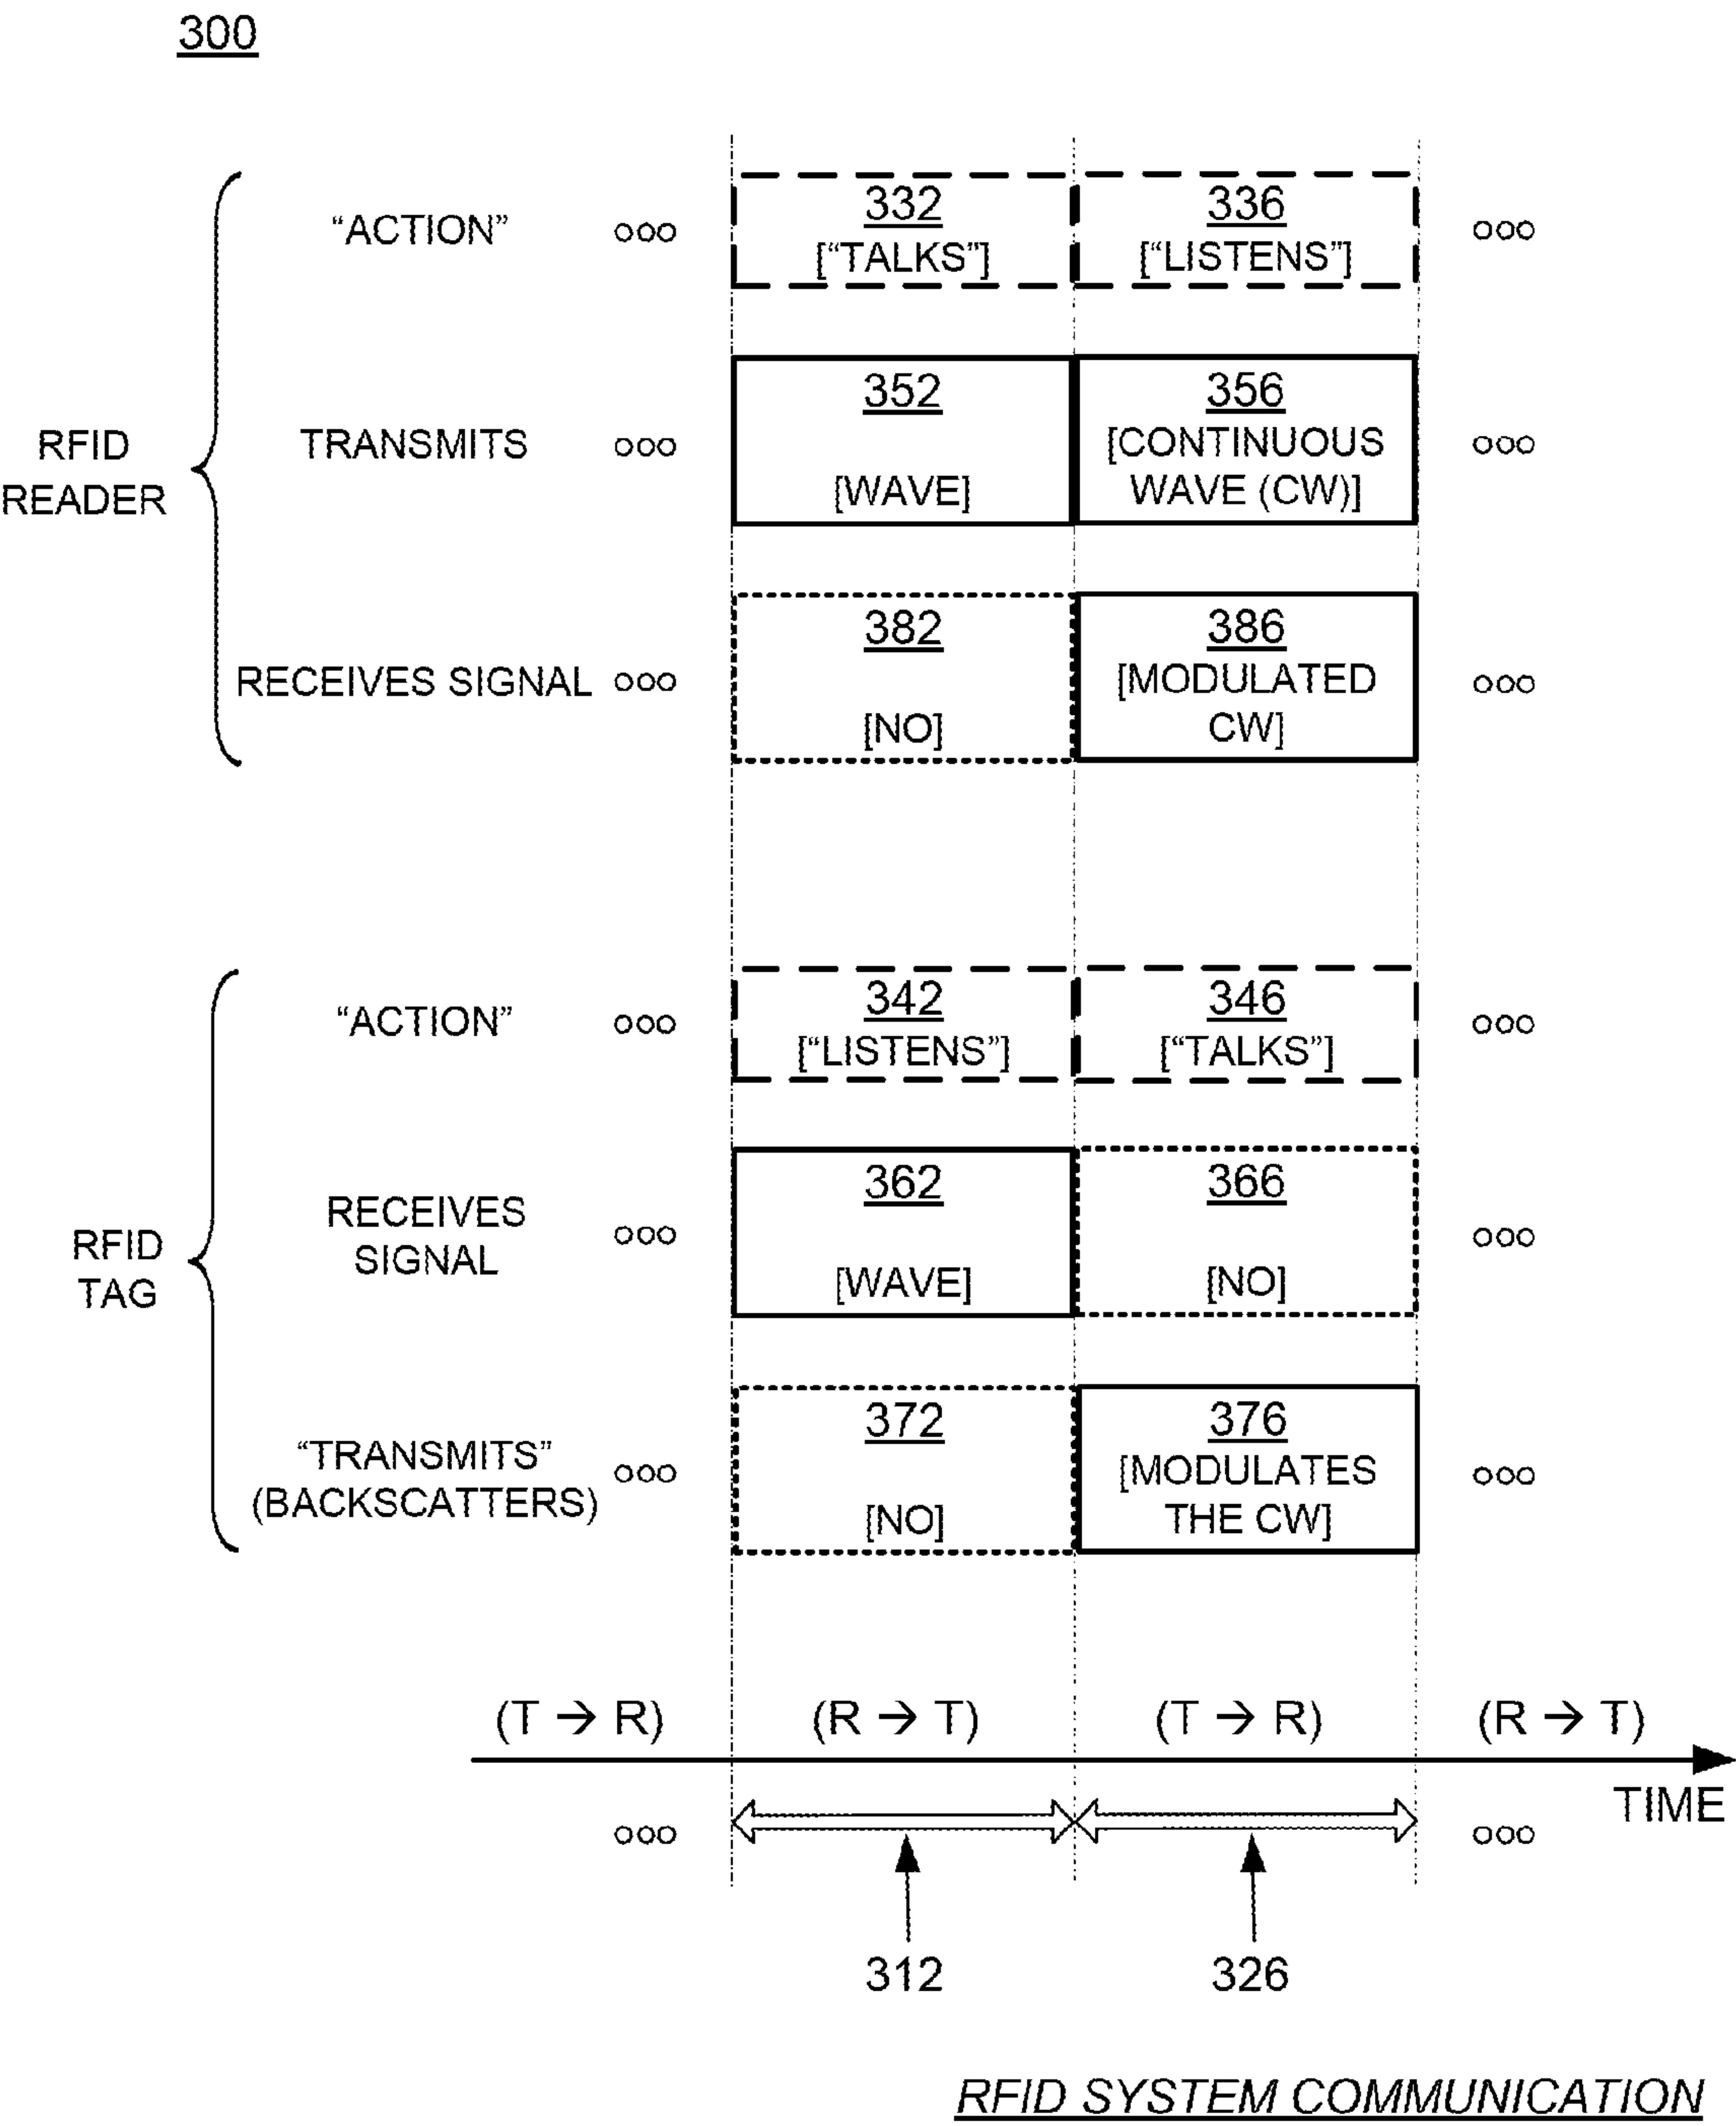 300
"ACTION"
332
["TALKS"]
336
["LISTENS"]
RFID
READER
TRANSMITS
352
[WAVE]
356
[CONTINUOUS
WAVE (CW)]
RECEIVES SIGNAL
382
[NO]
386
[MODULATED
CW]
"ACTION"
342
["LISTENS"]
346
["TALKS"]
RFID
TAG
RECEIVES
SIGNAL
362
[WAVE]
366
[NO]
"TRANSMITS"
(BACKSCATTERS)
372
[NO]
376
[MODULATES
THE CW]
(T → R) (R → T) (T → R) (R → T)
TIME
312 326
RFID SYSTEM COMMUNICATION